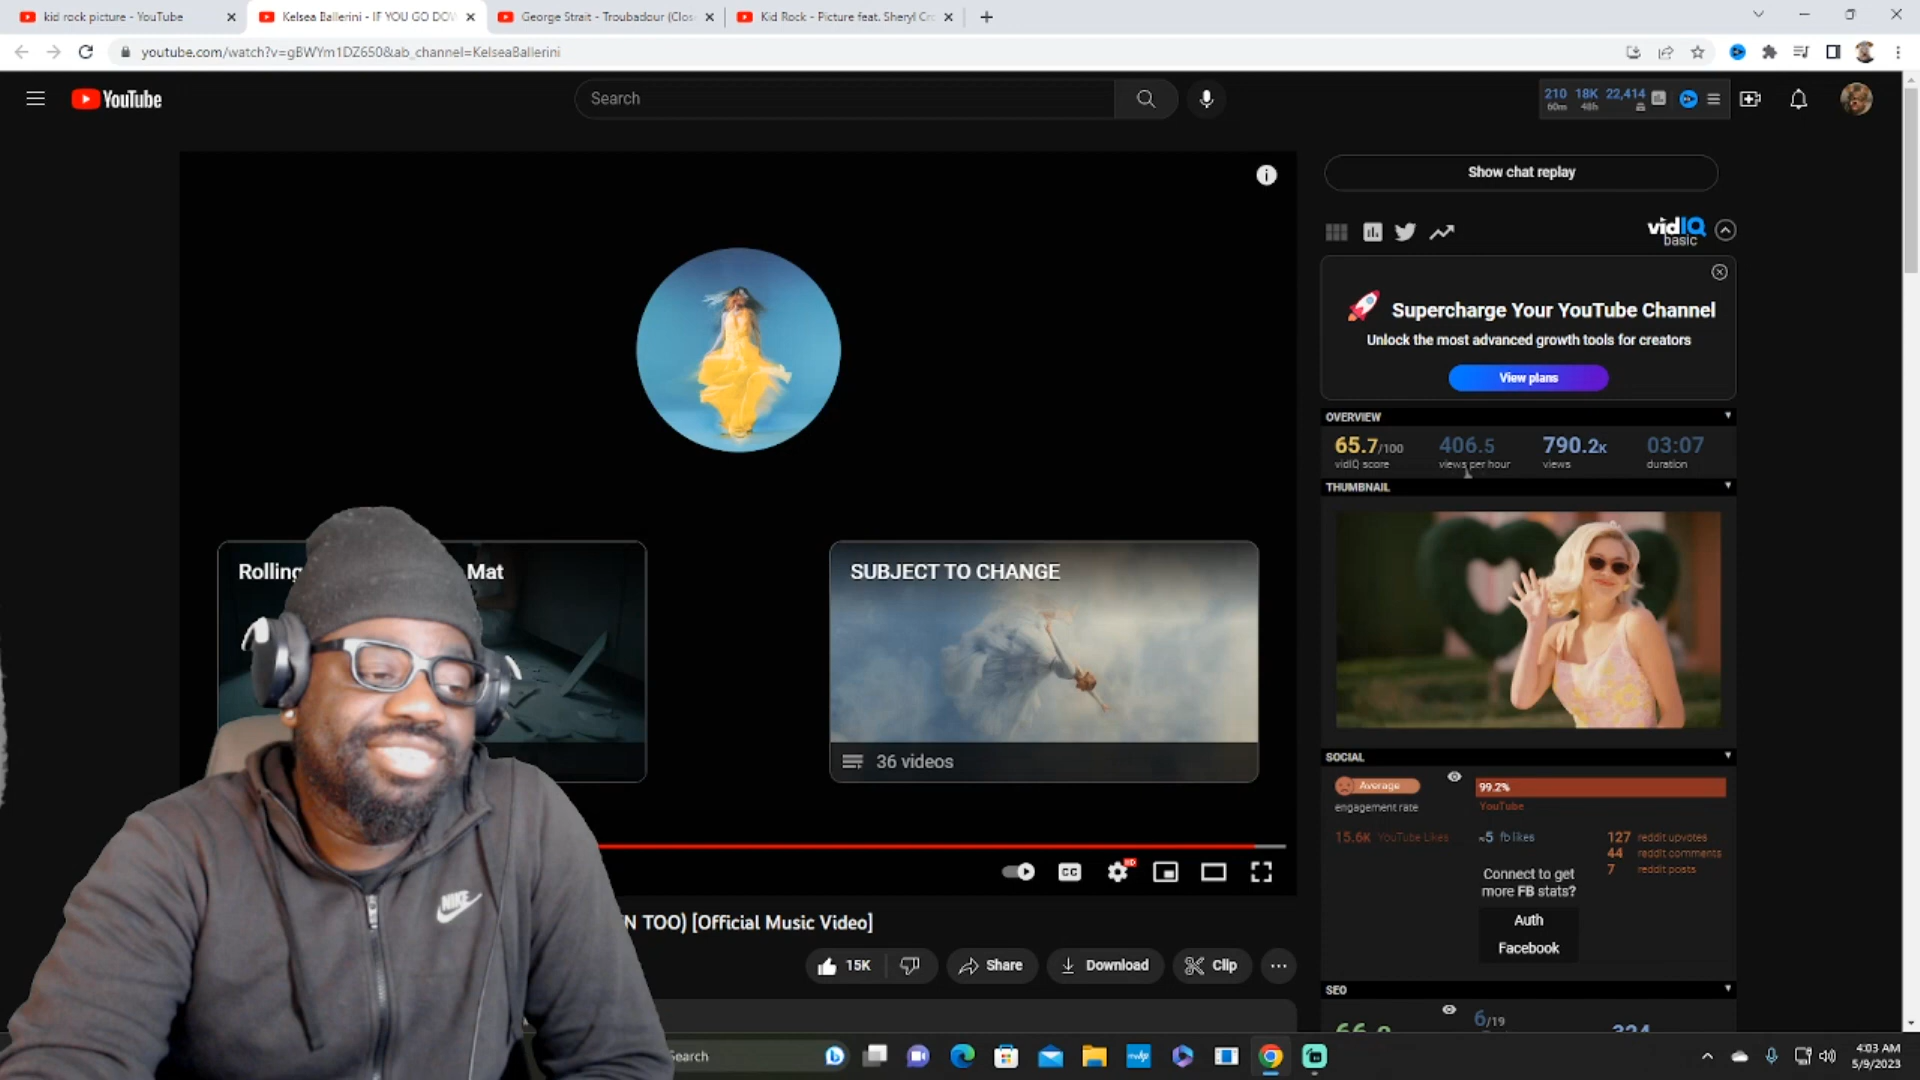 kid rock picture - YouTube
Kelsea Ballerini - IF YOU GO DOW
George Strait - Troubadour (Clos
Kid Rock - Picture feat. Sheryl Cr
youtube.com/watch?v=gBWYm1DZ650&ab_channel=KelseaBallerini
YouTube
Search
210 18K 22,414
60m 48h
Show chat replay
vidIQ
basic
Supercharge Your YouTube Channel
Unlock the most advanced growth tools for creators
View plans
OVERVIEW
65.7/100 406.5 790.2K 03:07
vidIQ score views per hour views duration
THUMBNAIL
Rolling Mat
SUBJECT TO CHANGE
36 videos
SOCIAL
Average 99.2%
engagement rate YouTube
15.6K YouTube Likes 5 fb likes 127 reddit upvotes
44 reddit comments
7 reddit posts
Connect to get
more FB stats?
Auth
Facebook
HD
CC
NIKE
N TOO) [Official Music Video]
15K Share Download Clip
SEO
6/19
Search
4:03 AM
5/9/2023